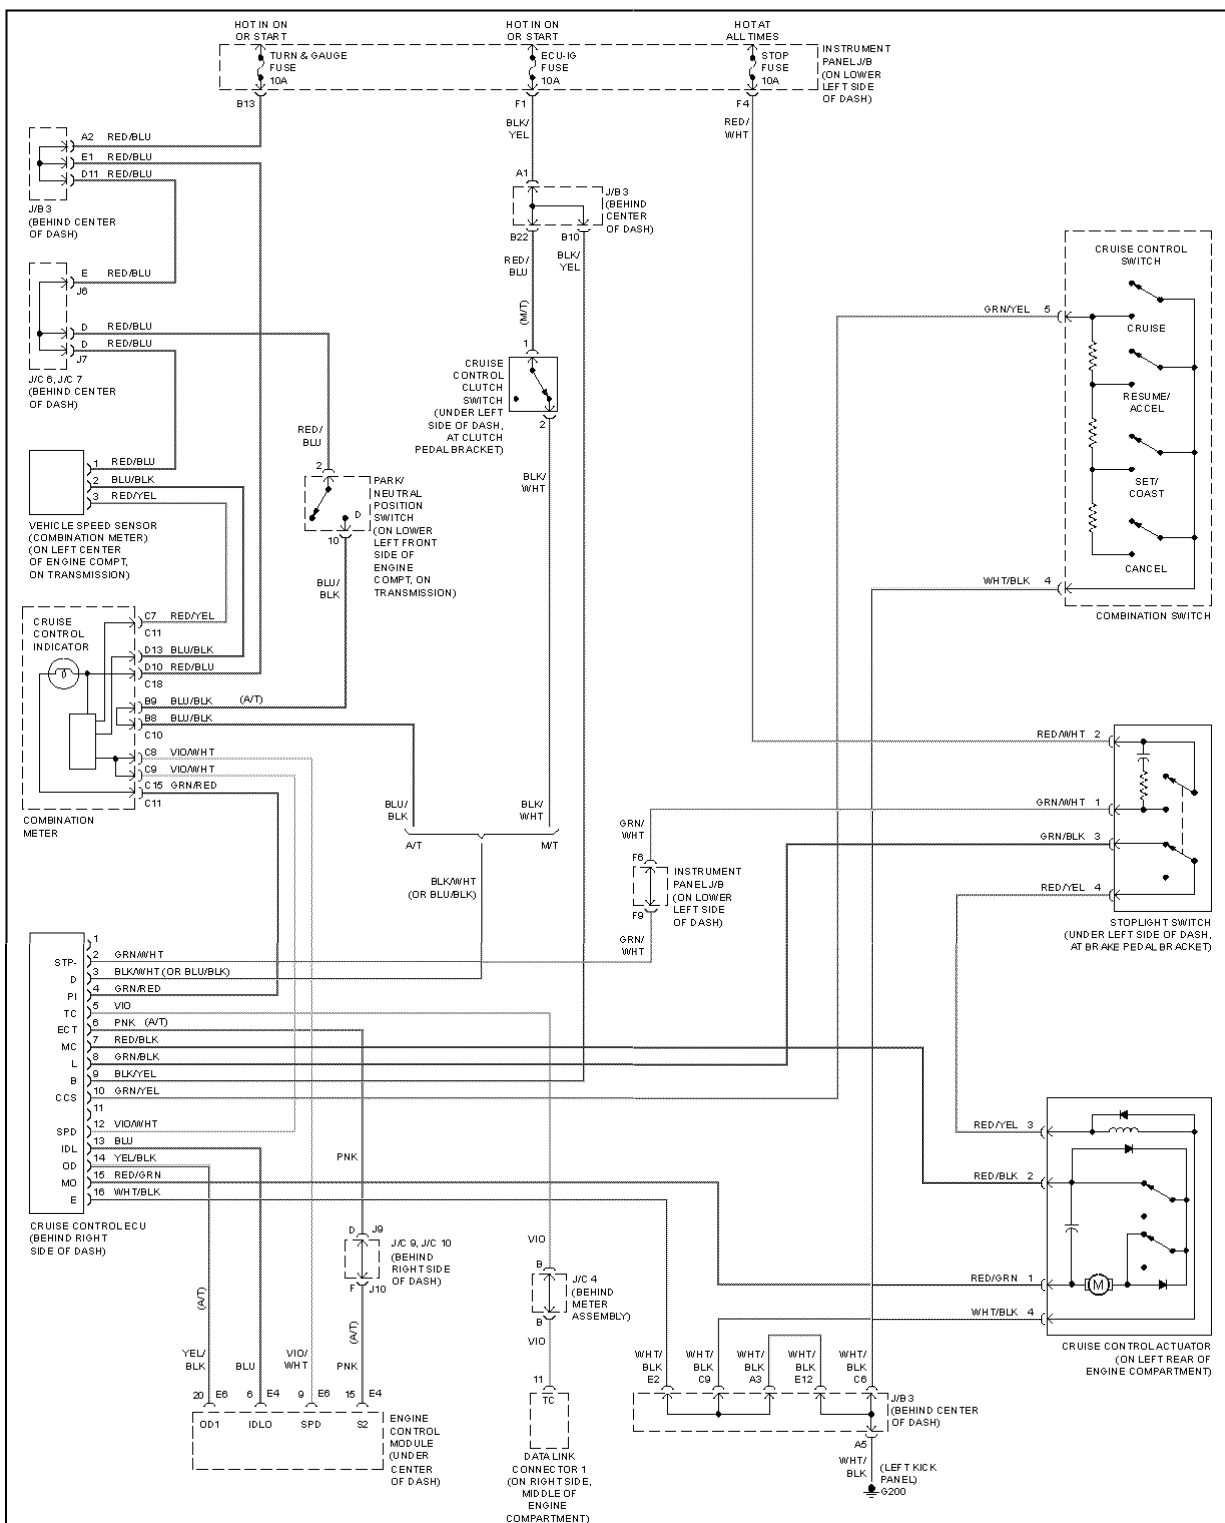 HOT IN ON
OR START
HOT IN ON
OR START
HOT AT
ALL TIMES
TURN & GAUGE
FUSE
10A
ECU-IG
FUSE
10A
STOP
FUSE
10A
INSTRUMENT
PANEL J/B
(ON LOWER
LEFT SIDE
OF DASH)
B13
F1
F4
BLK/
YEL
RED/
WHT
A2 RED/BLU
E1 RED/BLU
D11 RED/BLU
J/B 3
(BEHIND CENTER
OF DASH)
A1
J/B 3
(BEHIND
CENTER
OF DASH)
B22
B10
RED/
BLU
BLK/
YEL
(M/T)
E RED/BLU
J6
D RED/BLU
D RED/BLU
J7
J/C 6, J/C 7
(BEHIND CENTER
OF DASH)
1
CRUISE
CONTROL
CLUTCH
SWITCH
(UNDER LEFT
SIDE OF DASH,
AT CLUTCH
PEDAL BRACKET)
2
BLK/
WHT
CRUISE CONTROL
SWITCH
GRN/YEL 5
CRUISE
RESUME/
ACCEL
SET/
COAST
CANCEL
WHT/BLK 4
COMBINATION SWITCH
RED/
BLU
2
PARK/
NEUTRAL
POSITION
SWITCH
(ON LOWER
LEFT FRONT
SIDE OF
ENGINE
COMPT, ON
TRANSMISSION)
D
10
BLU/
BLK
1 RED/BLU
2 BLU/BLK
3 RED/YEL
VEHICLE SPEED SENSOR
(COMBINATION METER)
(ON LEFT CENTER
OF ENGINE COMPT,
ON TRANSMISSION)
CRUISE
CONTROL
INDICATOR
C7 RED/YEL
C11
D13 BLU/BLK
D10 RED/BLU
C18
B9 BLU/BLK (A/T)
B8 BLU/BLK
C10
C8 VIO/WHT
C9 VIO/WHT
C15 GRN/RED
C11
COMBINATION
METER
BLU/
BLK
BLK/
WHT
A/T
M/T
BLK/WHT
(OR BLU/BLK)
GRN/
WHT
F6
INSTRUMENT
PANEL J/B
(ON LOWER
LEFT SIDE
OF DASH)
F9
GRN/
WHT
RED/WHT 2
GRN/WHT 1
GRN/BLK 3
RED/YEL 4
STOPLIGHT SWITCH
(UNDER LEFT SIDE OF DASH,
AT BRAKE PEDAL BRACKET)
1
STP- 2 GRN/WHT
D 3 BLK/WHT (OR BLU/BLK)
PI 4 GRN/RED
TC 5 VIO
ECT 6 PNK (A/T)
MC 7 RED/BLK
L 8 GRN/BLK
B 9 BLK/YEL
CCS 10 GRN/YEL
11
SPD 12 VIO/WHT
IDL 13 BLU
OD 14 YEL/BLK
MO 15 RED/GRN
E 16 WHT/BLK
CRUISE CONTROL ECU
(BEHIND RIGHT
SIDE OF DASH)
PNK
D J9
J/C 9, J/C 10
(BEHIND
RIGHT SIDE
OF DASH)
F J10
(A/T)
(A/T)
VIO
B
J/C 4
(BEHIND
METER
ASSEMBLY)
B
VIO
RED/YEL 3
RED/BLK 2
RED/GRN 1
M
WHT/BLK 4
CRUISE CONTROL ACTUATOR
(ON LEFT REAR OF
ENGINE COMPARTMENT)
YEL/
BLK
BLU
VIO/
WHT
PNK
20 E6
6 E4
9 E6
15 E4
OD1
IDLO
SPD
S2
ENGINE
CONTROL
MODULE
(UNDER
CENTER
OF DASH)
11
TC
DATA LINK
CONNECTOR 1
(ON RIGHT SIDE,
MIDDLE OF
ENGINE
COMPARTMENT)
WHT/
BLK
E2
WHT/
BLK
C9
WHT/
BLK
A3
WHT/
BLK
E12
WHT/
BLK
C6
J/B 3
(BEHIND CENTER
OF DASH)
A5
WHT/
BLK
(LEFT KICK
PANEL)
G200